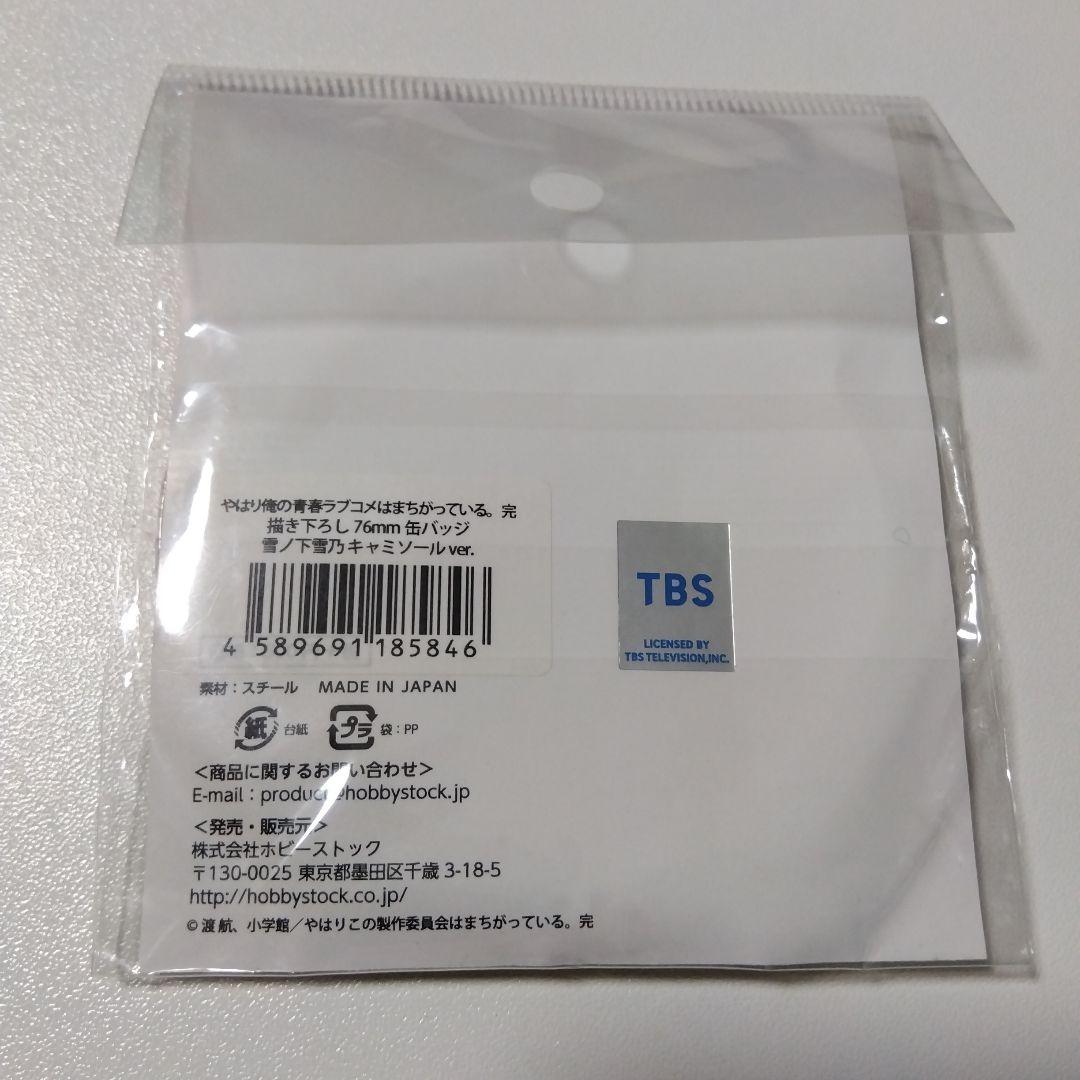 やはり俺の青春ラブコメはまちがっている。完
描き下ろし 76mm 缶バッジ
雪ノ下雪乃 キャミソール ver.
4 589691 185846
素材：スチール MADE IN JAPAN
紙 台紙 プラ 袋：PP
＜商品に関するお問い合わせ＞
E-mail：product@hobbystock.jp
＜発売・販売元＞
株式会社ホビーストック
〒130-0025 東京都墨田区千歳 3-18-5
http://hobbystock.co.jp/
© 渡 航、小学館／やはりこの製作委員会はまちがっている。完
TBS
LICENSED BY
TBS TELEVISION,INC.